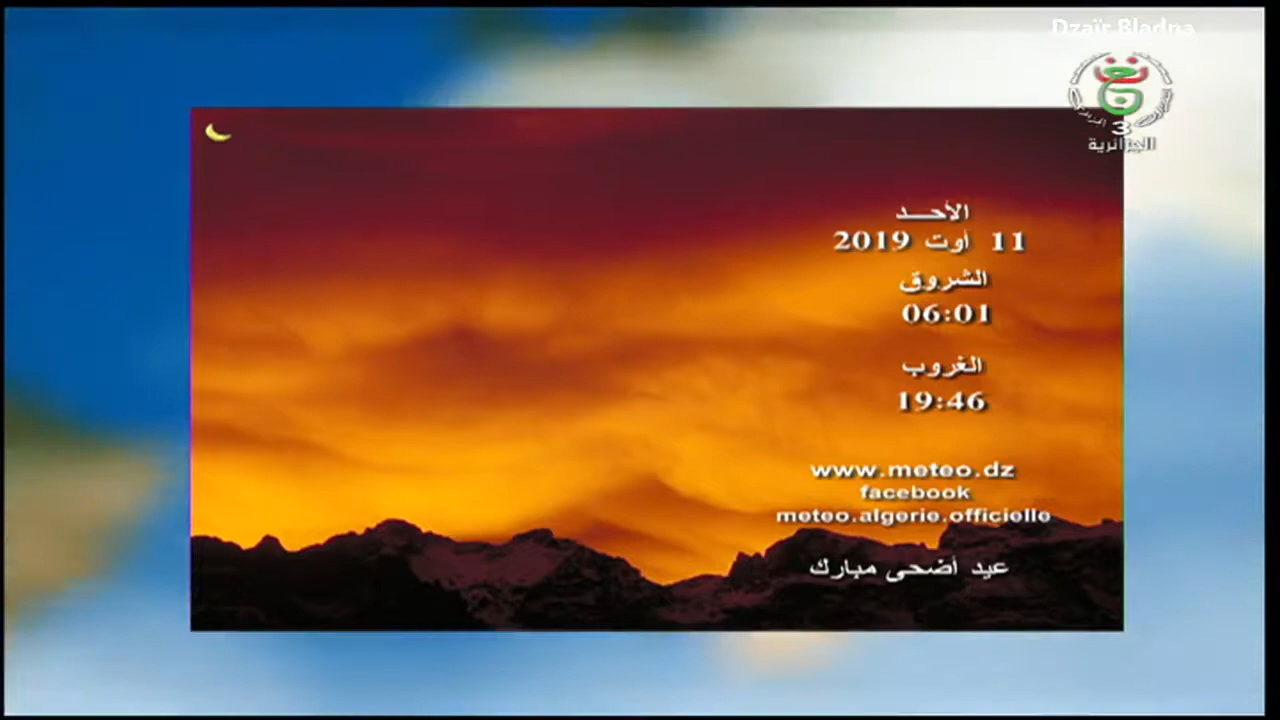 Dzaïr Bladna
3
الجزائرية
الأحـــد
11 أوت 2019
الشروق
06:01
الغروب
19:46
www.meteo.dz
facebook
meteo.algerie.officielle
عيد أضحى مبارك